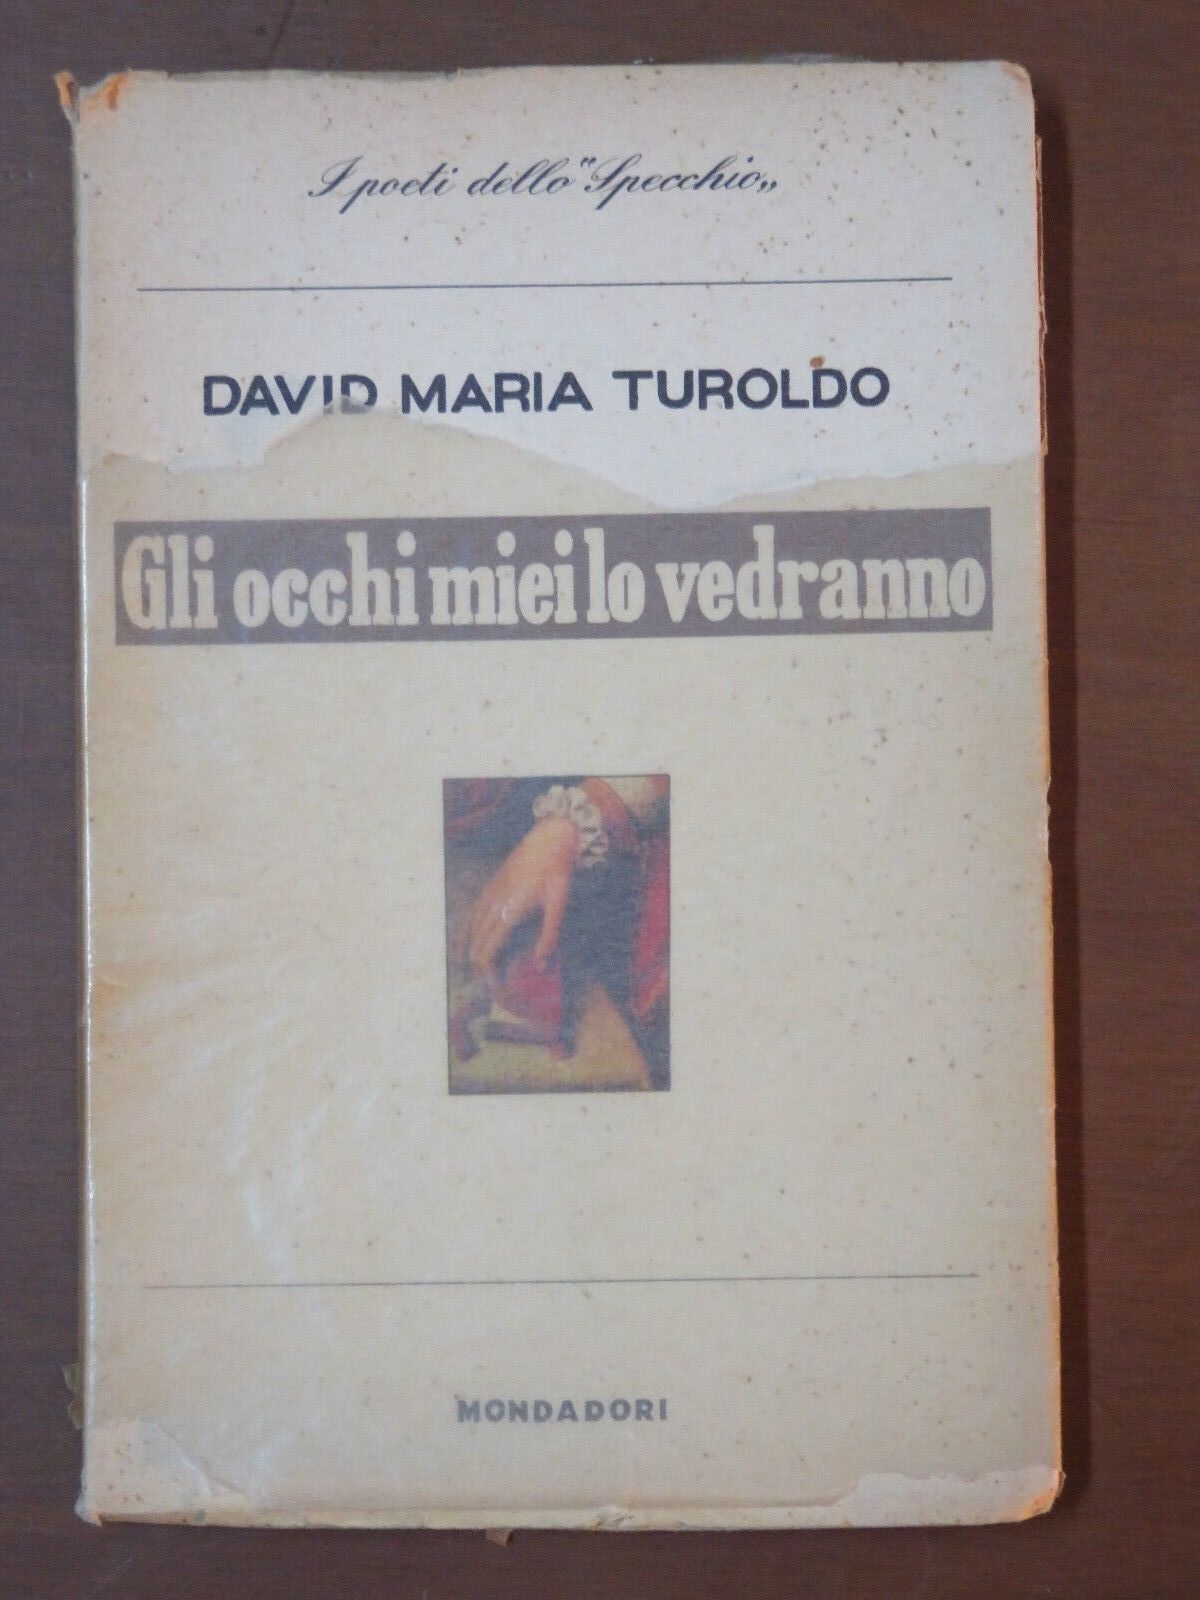 I poeti dello "Specchio„
DAVID MARIA TUROLDO
Gli occhi miei lo vedranno
MONDADORI